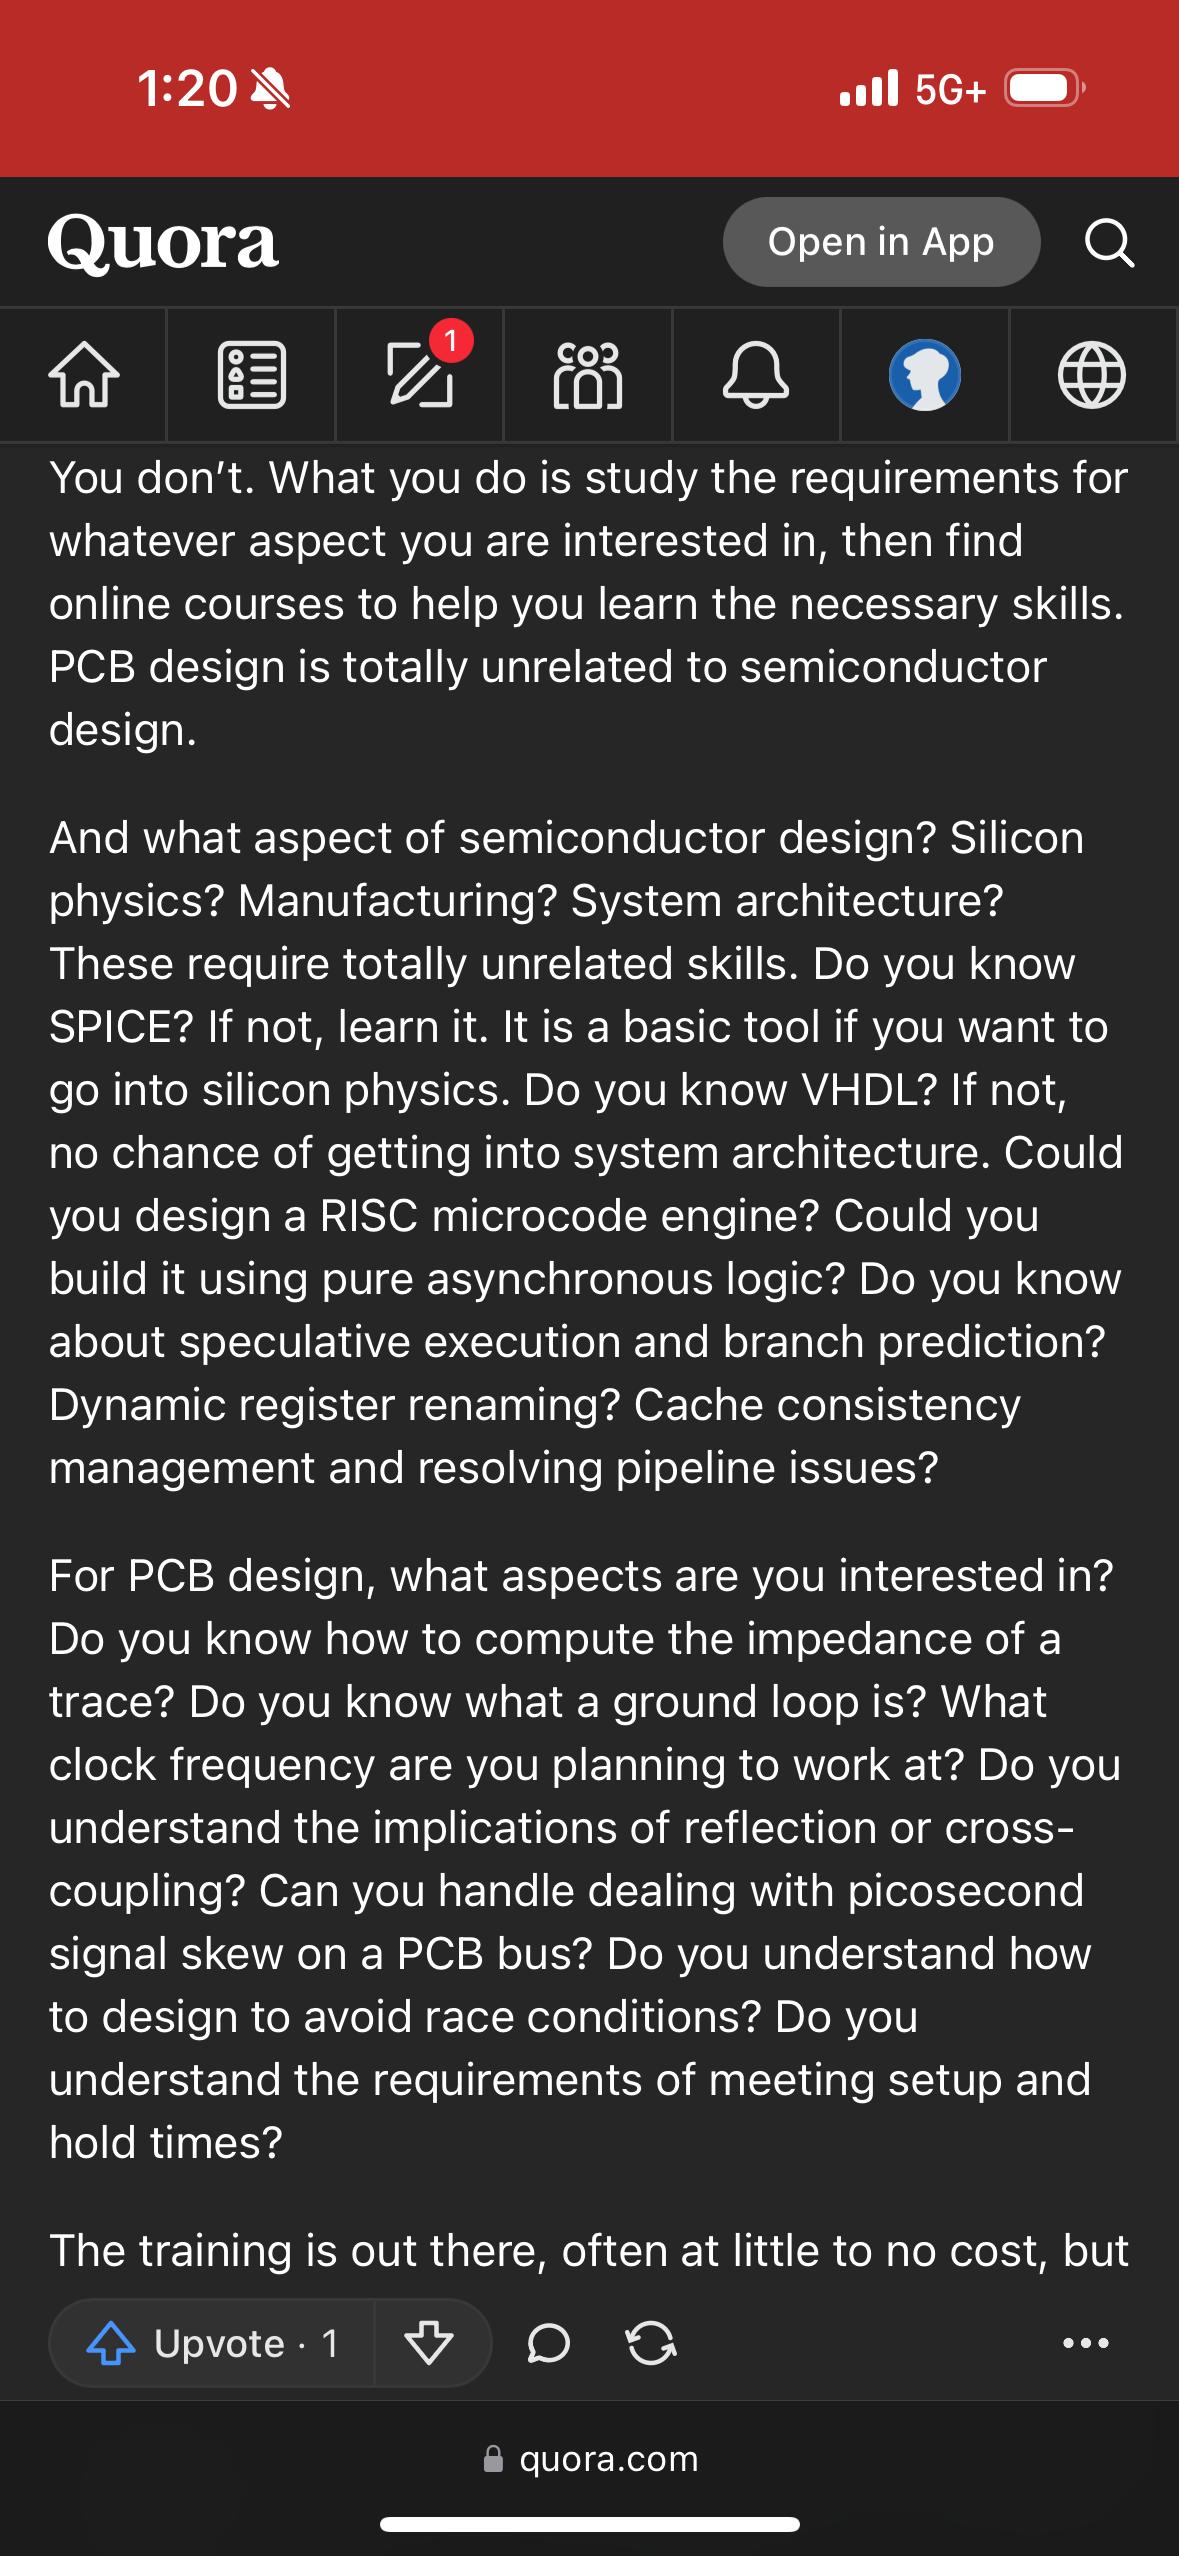 1:20
5G+
Quora
Open in App
1
You don’t. What you do is study the requirements for
whatever aspect you are interested in, then find
online courses to help you learn the necessary skills.
PCB design is totally unrelated to semiconductor
design.
And what aspect of semiconductor design? Silicon
physics? Manufacturing? System architecture?
These require totally unrelated skills. Do you know
SPICE? If not, learn it. It is a basic tool if you want to
go into silicon physics. Do you know VHDL? If not,
no chance of getting into system architecture. Could
you design a RISC microcode engine? Could you
build it using pure asynchronous logic? Do you know
about speculative execution and branch prediction?
Dynamic register renaming? Cache consistency
management and resolving pipeline issues?
For PCB design, what aspects are you interested in?
Do you know how to compute the impedance of a
trace? Do you know what a ground loop is? What
clock frequency are you planning to work at? Do you
understand the implications of reflection or cross-
coupling? Can you handle dealing with picosecond
signal skew on a PCB bus? Do you understand how
to design to avoid race conditions? Do you
understand the requirements of meeting setup and
hold times?
The training is out there, often at little to no cost, but
Upvote · 1
quora.com